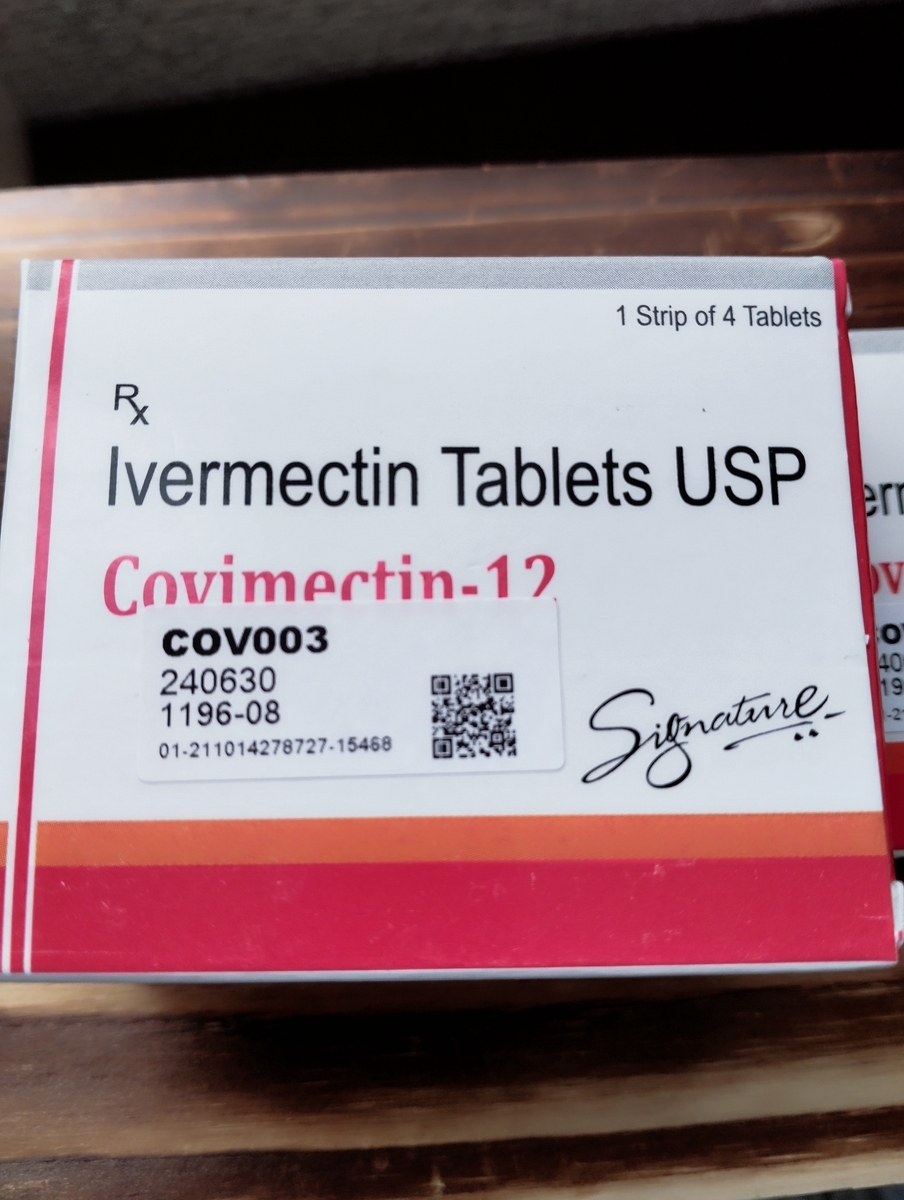 1 Strip of 4 Tablets
Rx
Ivermectin Tablets USP
Covimectin-12
COV003
240630
1196-08
01-211014278727-15468
Signature